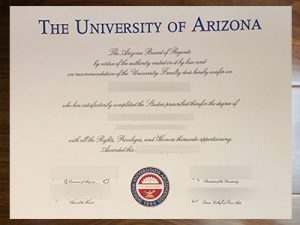 THE UNIVERSITY OF ARIZONA
The Arizona Board of Regents
by virtue of the authority vested in it by law and
on recommendation of the University Faculty does hereby confer on
who has satisfactorily completed the Studies prescribed therefor the degree of
with all the Rights, Privileges, and Honors thereunto appertaining.
Awarded this
President of the University
1885